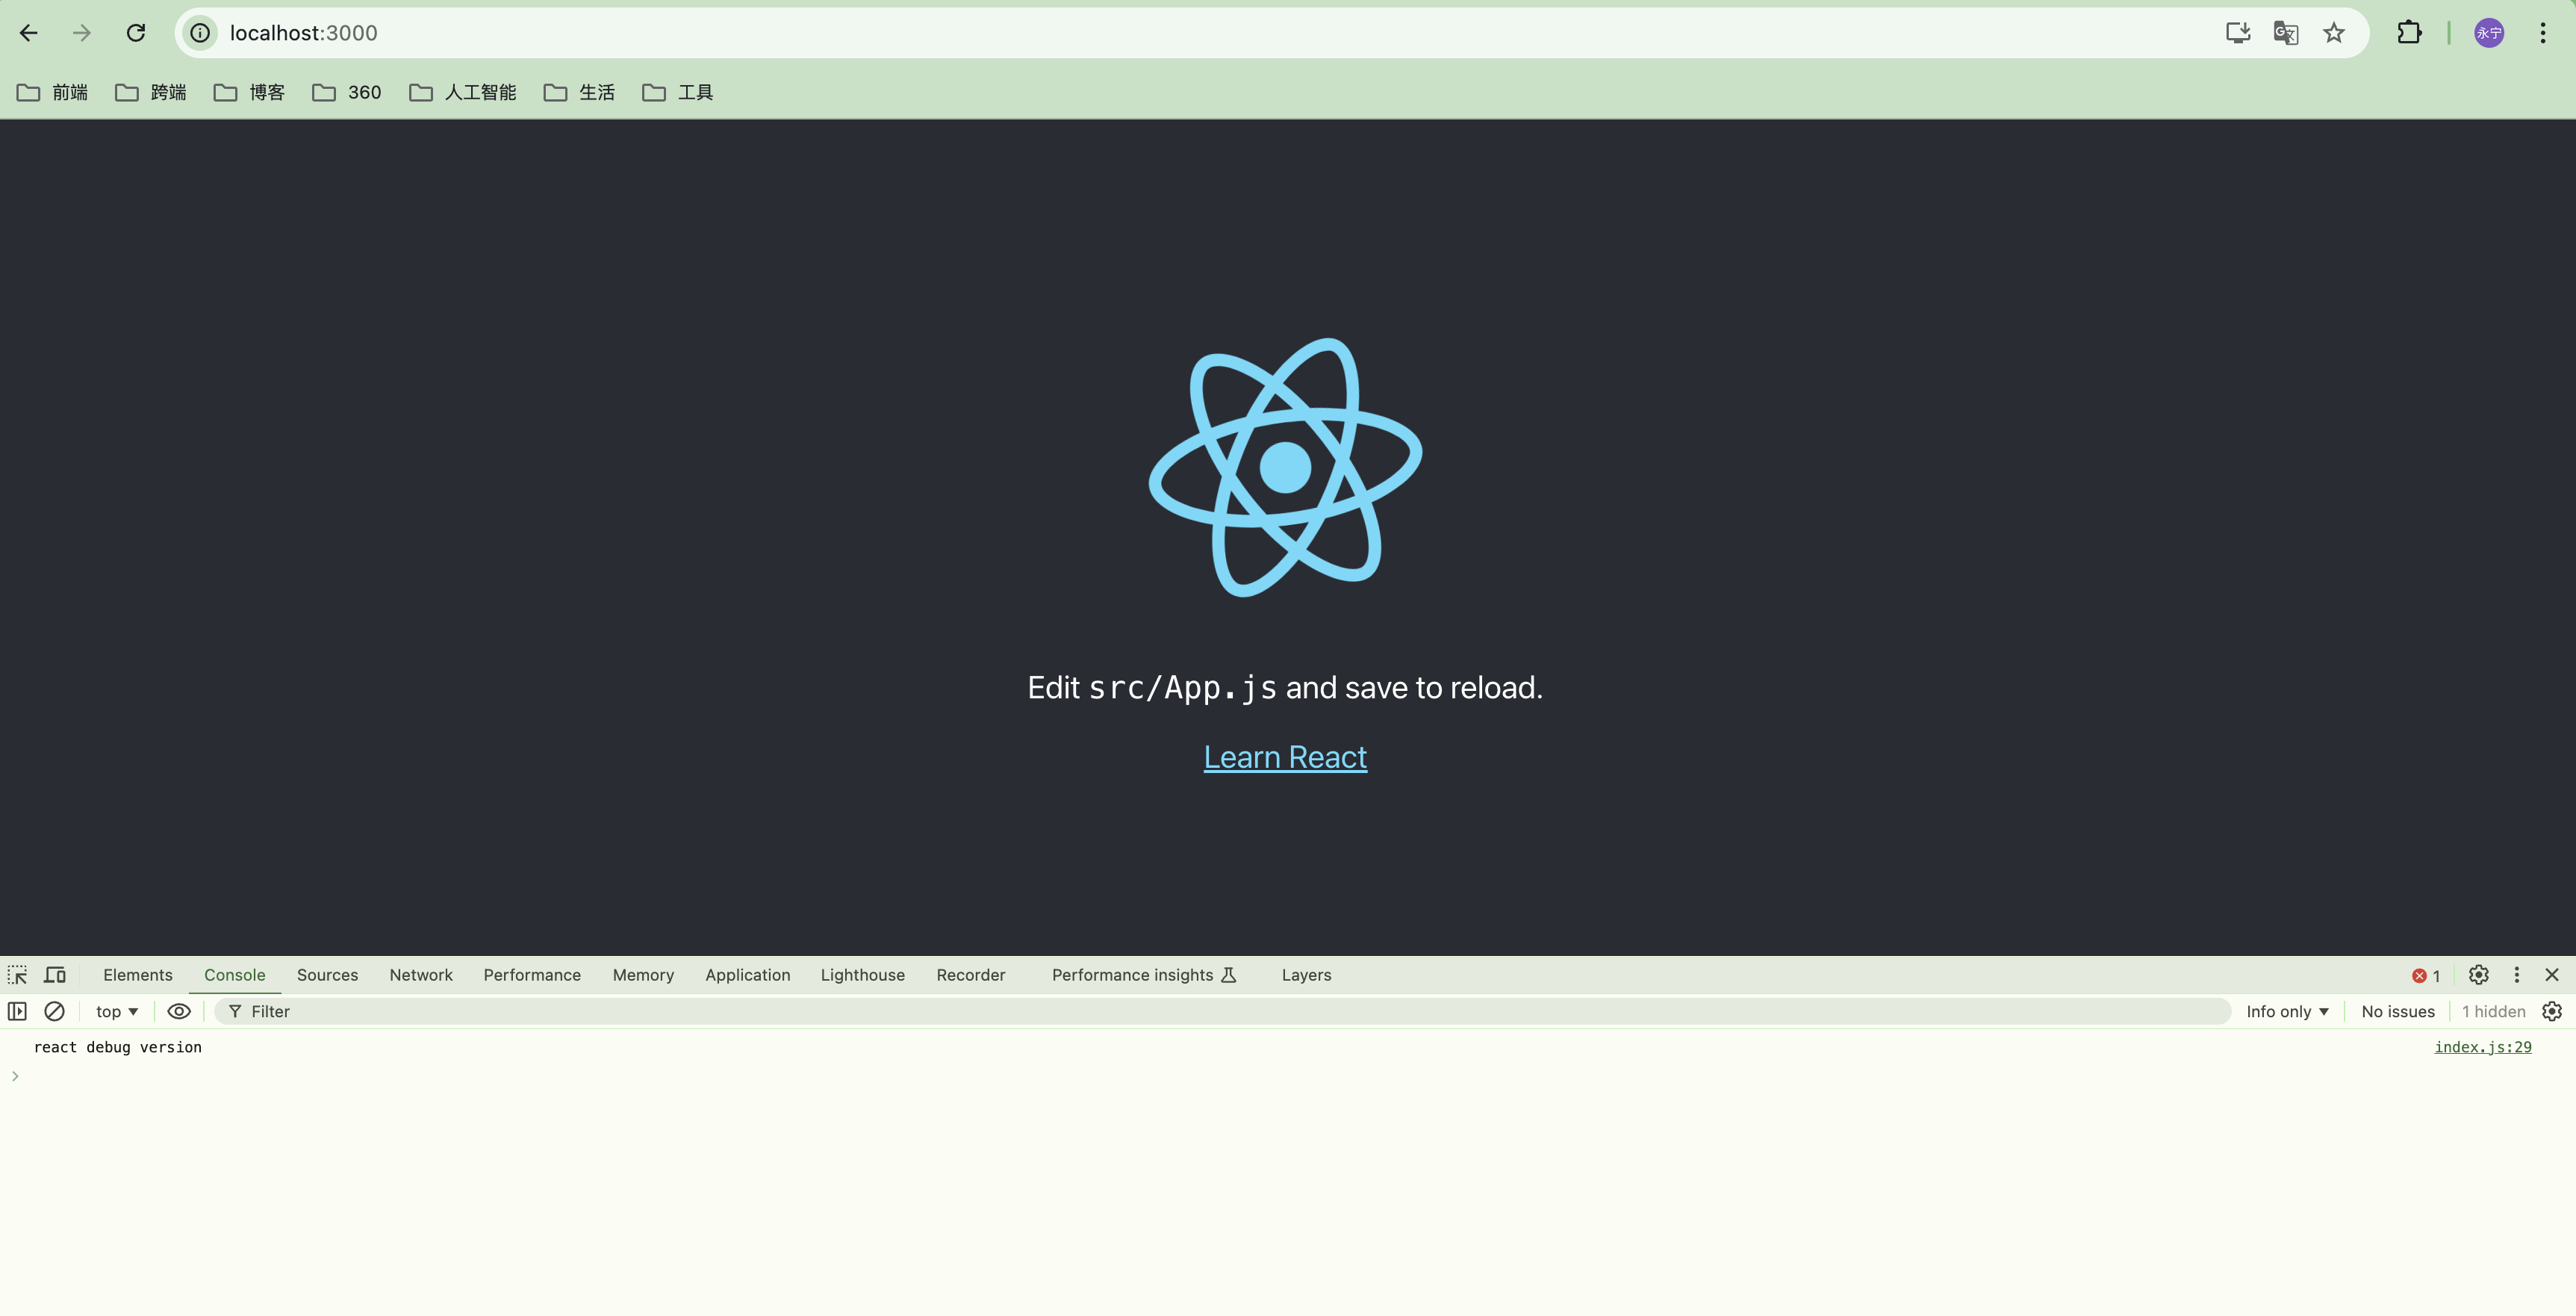 localhost:3000
永宁
前端 跨端 博客 360 人工智能 生活 工具
Edit src/App.js and save to reload.
Learn React
Elements Console Sources Network Performance Memory Application Lighthouse Recorder Performance insights Layers 1
top Filter Info only No issues 1 hidden
react debug version index.js:29